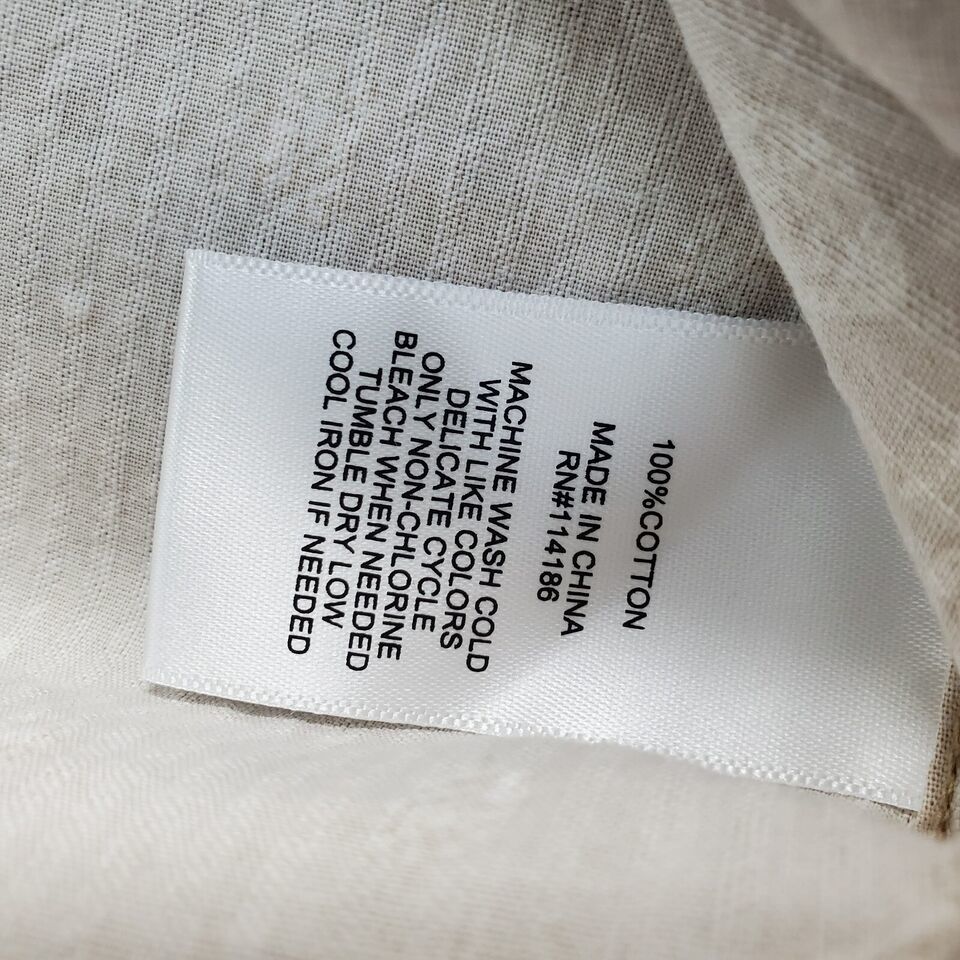 100%COTTON
MADE IN CHINA
RN#114186
MACHINE WASH COLD
WITH LIKE COLORS
DELICATE CYCLE
ONLY NON-CHLORINE
BLEACH WHEN NEEDED
TUMBLE DRY LOW
COOL IRON IF NEEDED